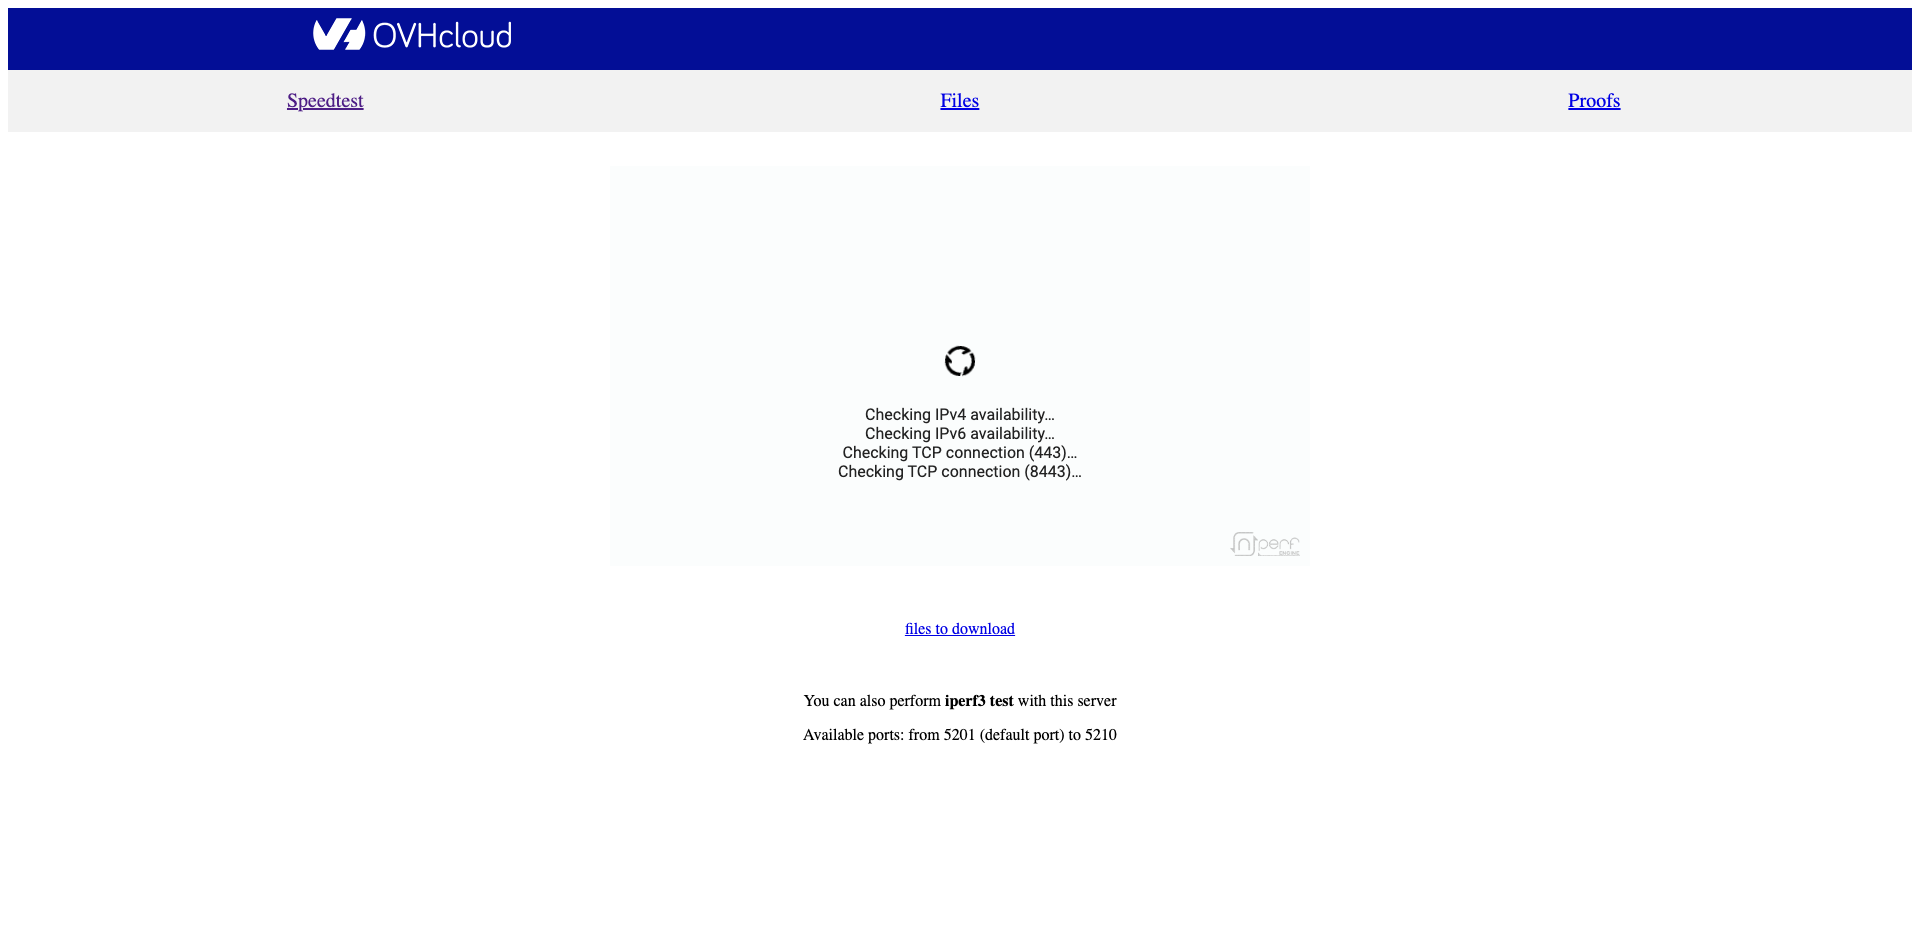 OVHcloud
Speedtest
Files
Proofs
Checking IPv4 availability...
Checking IPv6 availability...
Checking TCP connection (443)...
Checking TCP connection (8443)...
nperf
ENGINE
files to download
You can also perform iperf3 test with this server
Available ports: from 5201 (default port) to 5210